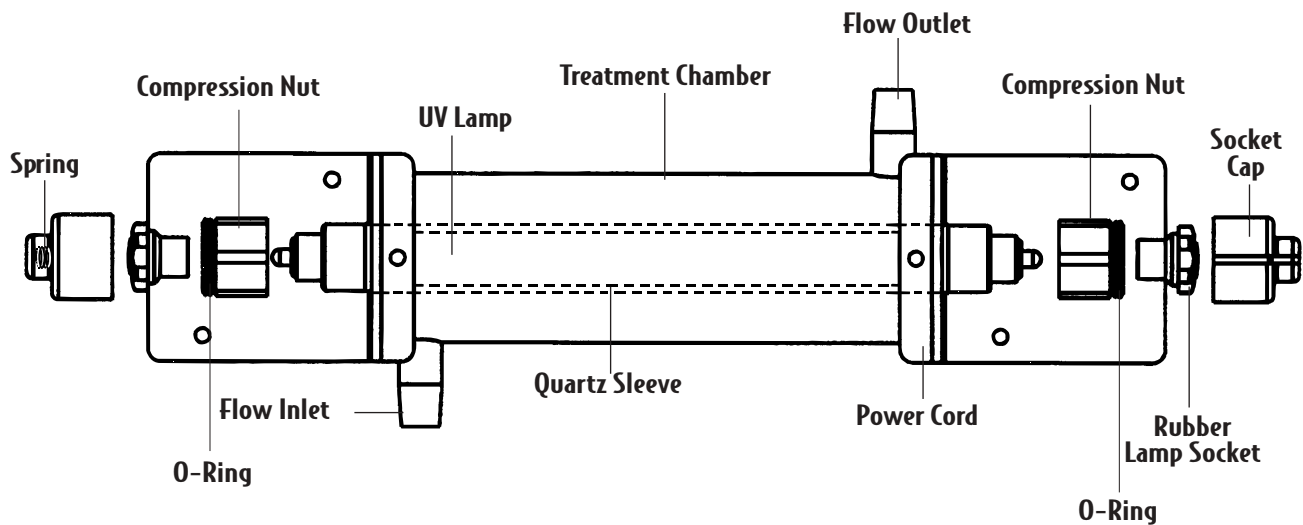 Flow Outlet
Treatment Chamber
Compression Nut
Compression Nut
UV Lamp
Socket
Cap
Spring
Quartz Sleeve
Flow Inlet
Power Cord
Rubber
Lamp Socket
O-Ring
O-Ring